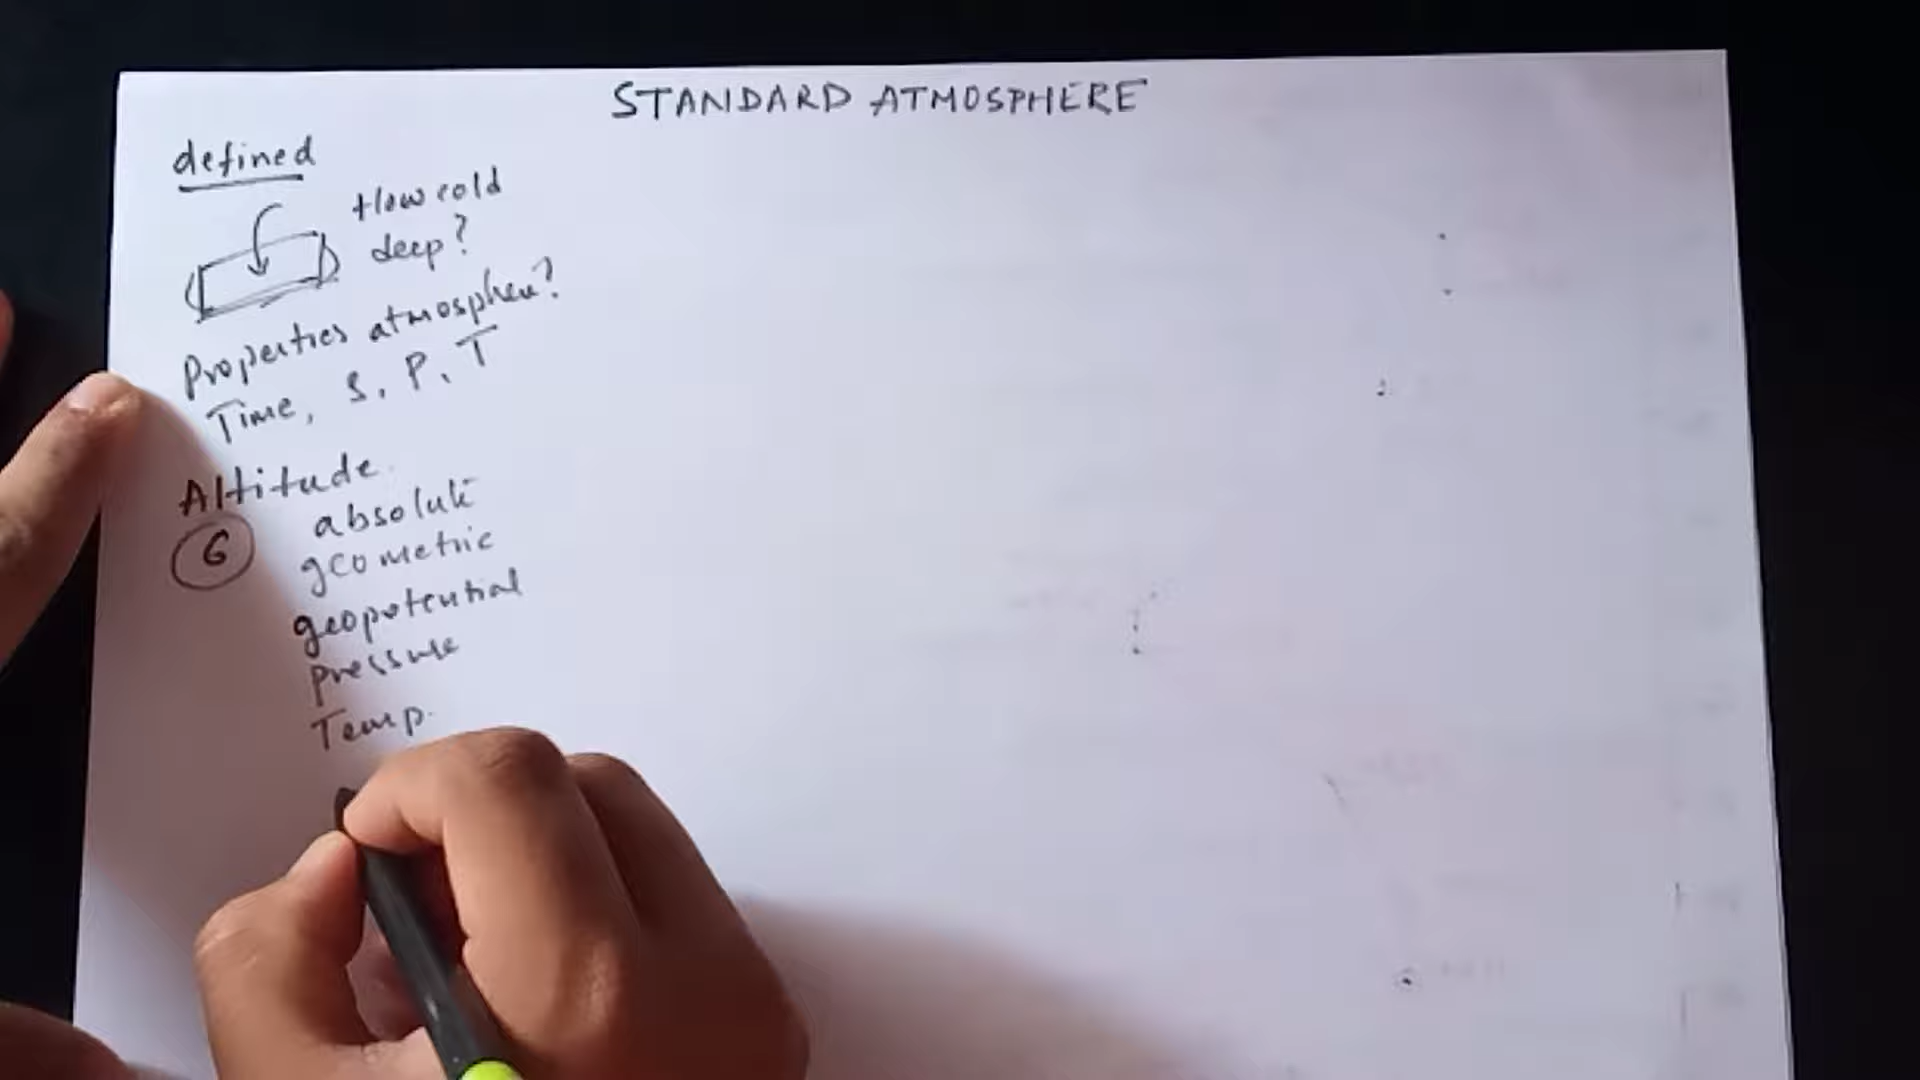 STANDARD ATMOSPHERE
defined
How cold
deep?
Properties atmosphere?
Time, S, P, T
Altitude
6
absolute
geometric
geopotential
pressure
Temp.